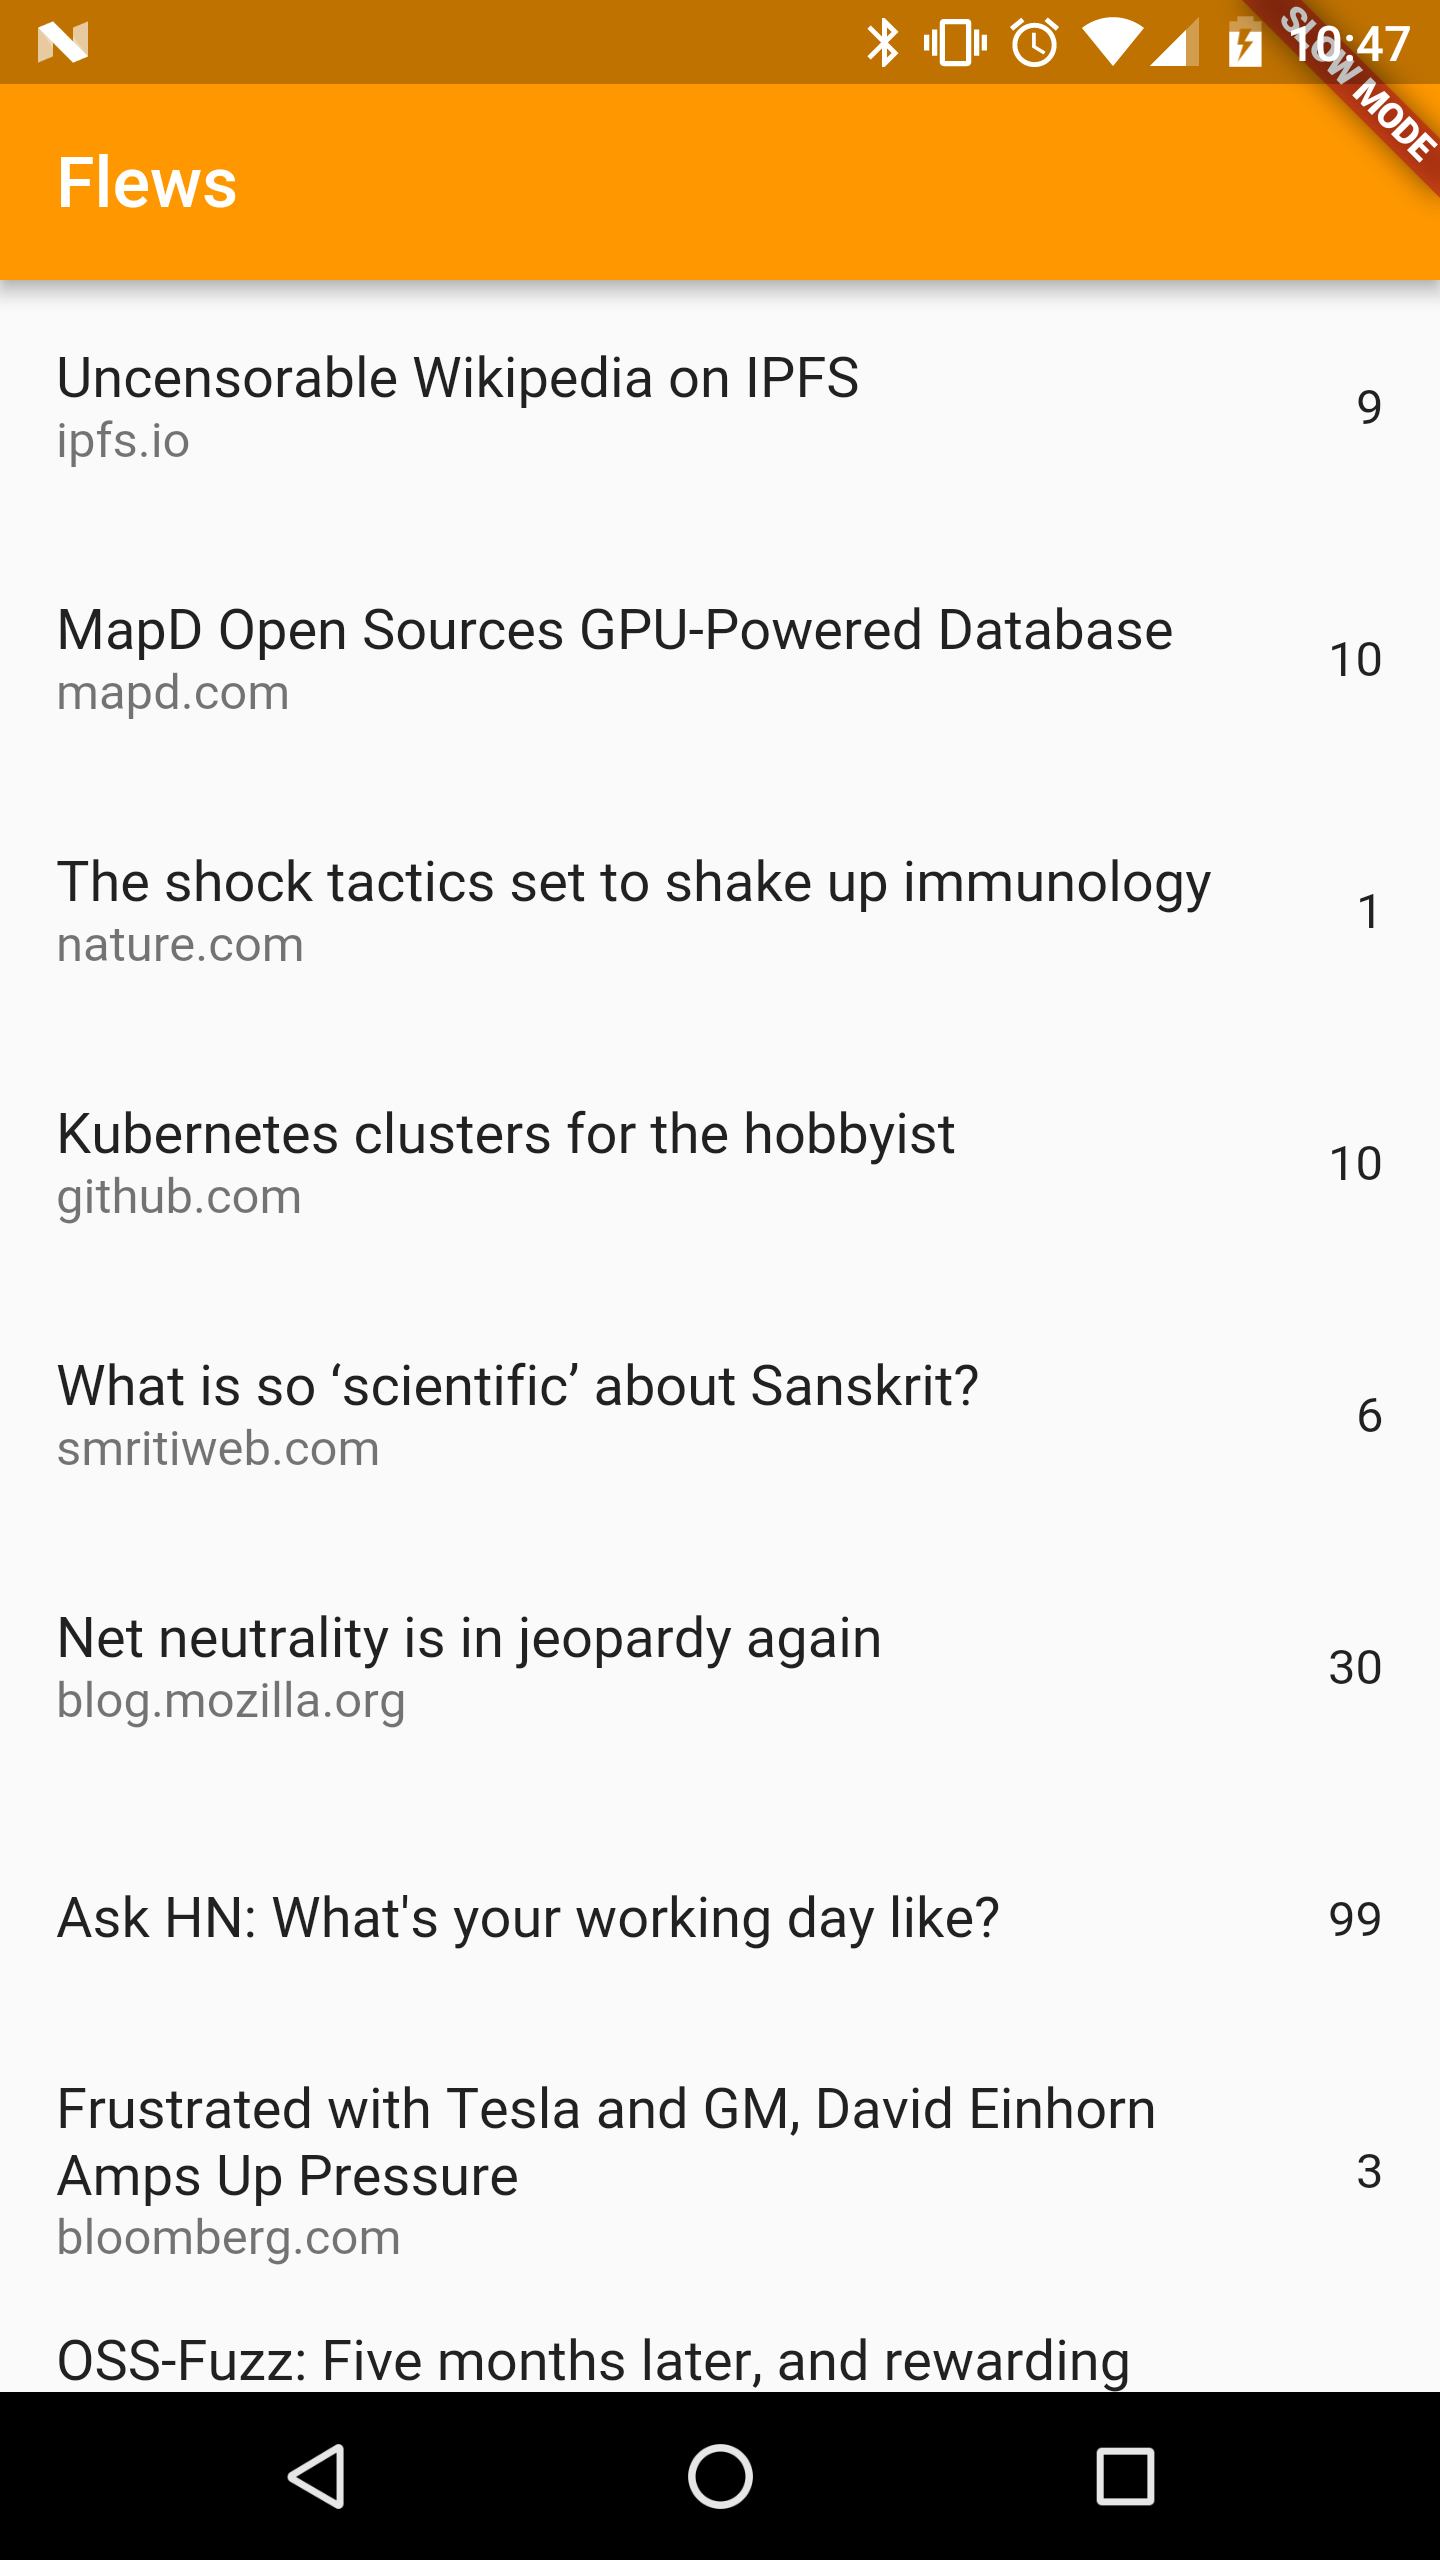 10:47
SLOW MODE
Flews
Uncensorable Wikipedia on IPFS
ipfs.io
9
MapD Open Sources GPU-Powered Database
mapd.com
10
The shock tactics set to shake up immunology
nature.com
1
Kubernetes clusters for the hobbyist
github.com
10
What is so ‘scientific’ about Sanskrit?
smritiweb.com
6
Net neutrality is in jeopardy again
blog.mozilla.org
30
Ask HN: What's your working day like?
99
Frustrated with Tesla and GM, David Einhorn
Amps Up Pressure
bloomberg.com
3
OSS-Fuzz: Five months later, and rewarding